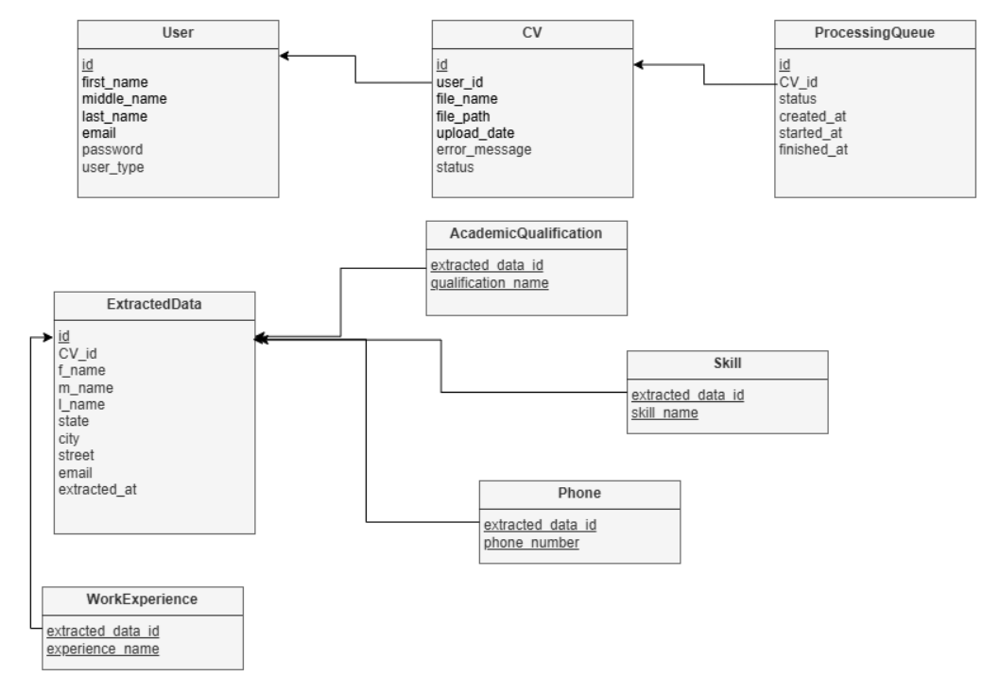 User
id
first_name
middle_name
last_name
email
password
user_type
CV
id
user_id
file_name
file_path
upload_date
error_message
status
ProcessingQueue
id
CV_id
status
created_at
started_at
finished_at
AcademicQualification
extracted_data_id
qualification_name
ExtractedData
id
CV_id
f_name
m_name
l_name
state
city
street
email
extracted_at
Skill
extracted_data_id
skill_name
Phone
extracted_data_id
phone_number
WorkExperience
extracted_data_id
experience_name